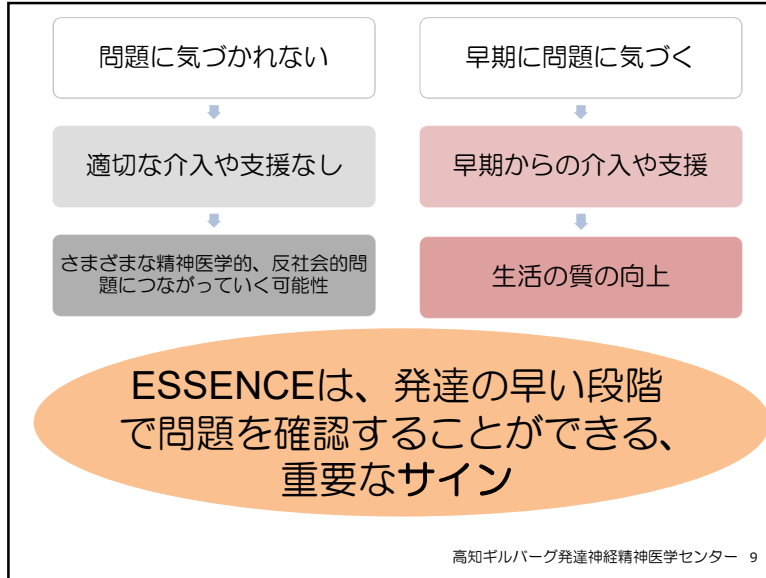 問題に気づかれない
適切な介入や支援なし
さまざまな精神医学的、反社会的問
題につながっていく可能性
早期に問題に気づく
早期からの介入や支援
生活の質の向上
ESSENCEは、発達の早い段階
で問題を確認することができる、
重要なサイン
高知ギルバーグ発達神経精神医学センター 9